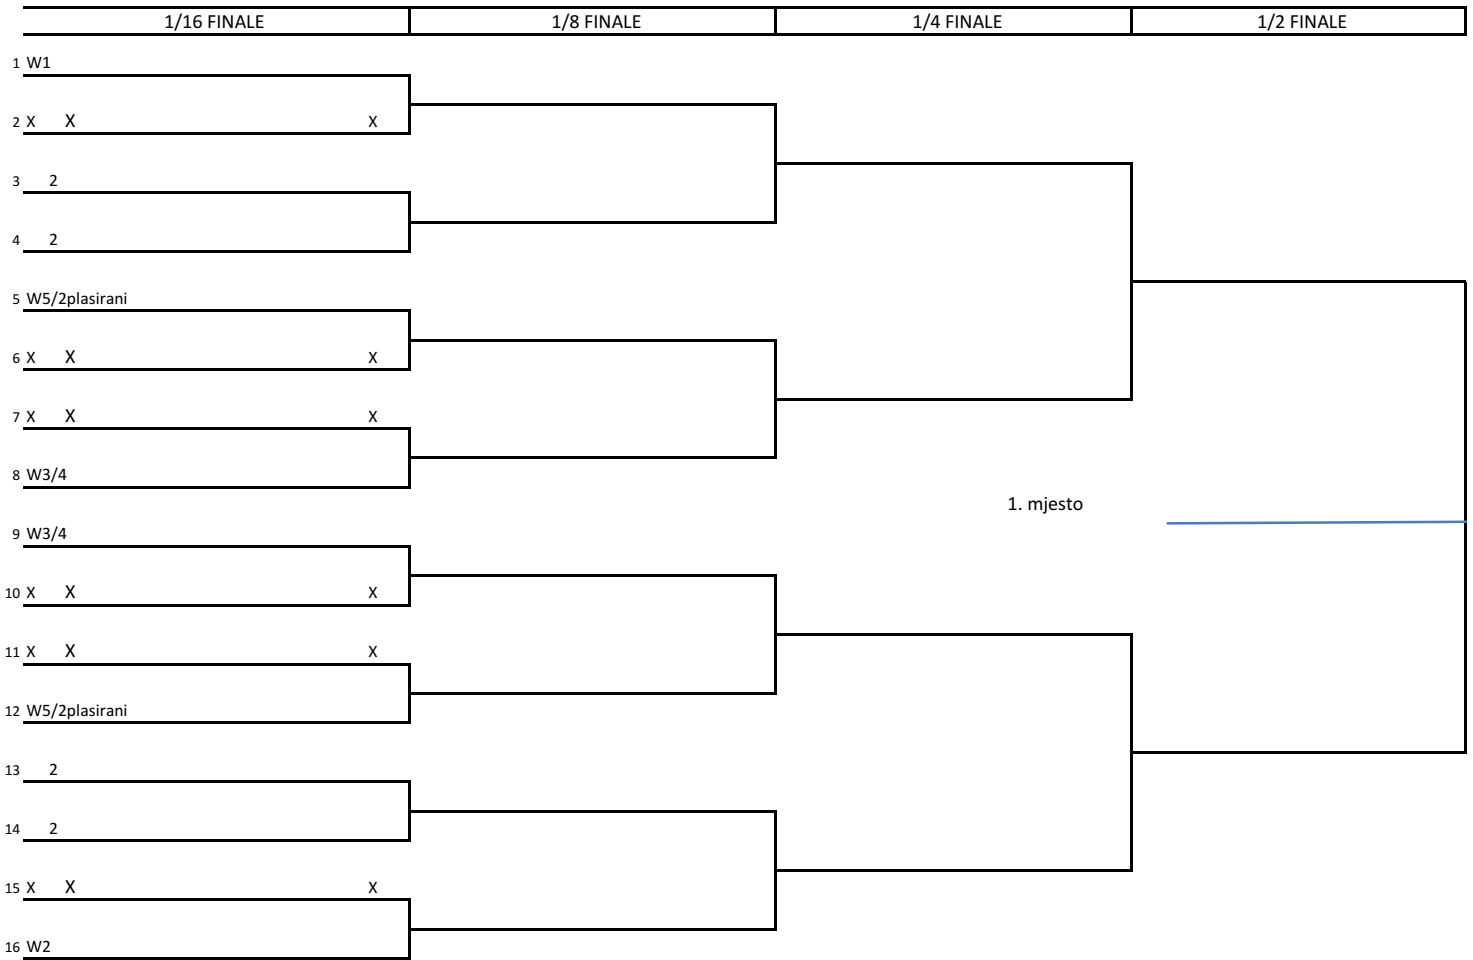 1/16 FINALE 1/8 FINALE 1/4 FINALE 1/2 FINALE
1 W1
2 X X X
3 2
4 2
5 W5/2plasirani
6 X X X
7 X X X
8 W3/4
1. mjesto
9 W3/4
10 X X X
11 X X X
12 W5/2plasirani
13 2
14 2
15 X X X
16 W2